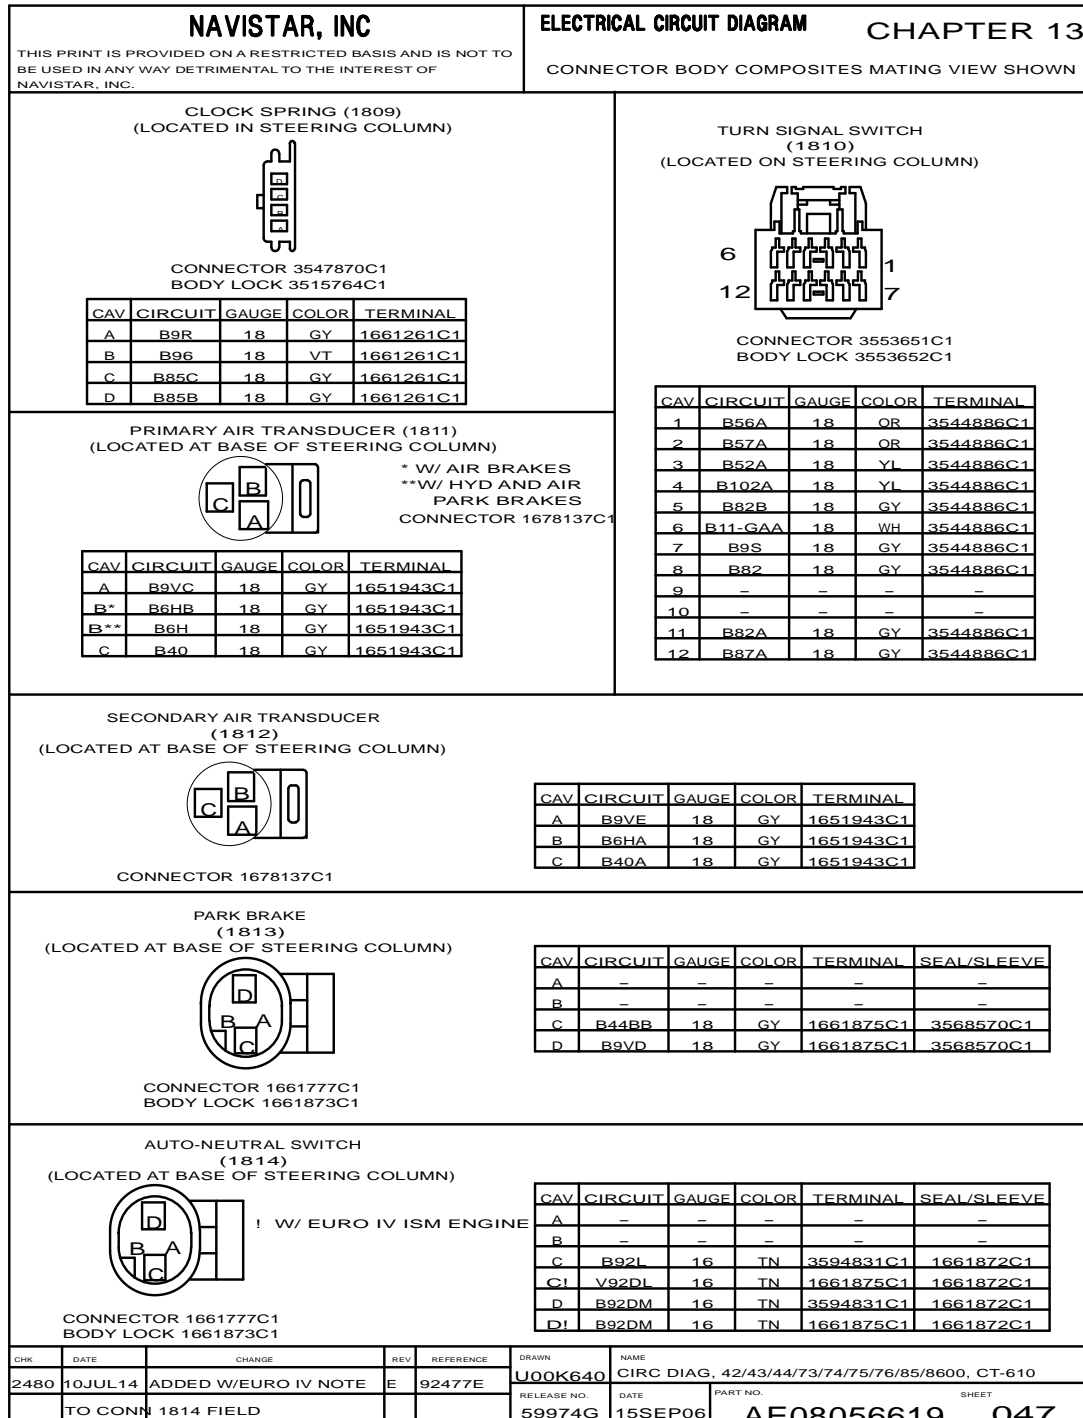 NAVISTAR, INC
THIS PRINT IS PROVIDED ON A RESTRICTED BASIS AND IS NOT TO
BE USED IN ANY WAY DETRIMENTAL TO THE INTEREST OF
NAVISTAR, INC.
ELECTRICAL CIRCUIT DIAGRAM
CHAPTER 13
CONNECTOR BODY COMPOSITES MATING VIEW SHOWN
CLOCK SPRING (1809)
(LOCATED IN STEERING COLUMN)
D
C
B
A
CONNECTOR 3547870C1
BODY LOCK 3515764C1
CAV CIRCUIT GAUGE COLOR TERMINAL
A B9R 18 GY 1661261C1
B B96 18 VT 1661261C1
C B85C 18 GY 1661261C1
D B85B 18 GY 1661261C1
TURN SIGNAL SWITCH
(1810)
(LOCATED ON STEERING COLUMN)
6 1
12 7
CONNECTOR 3553651C1
BODY LOCK 3553652C1
CAV CIRCUIT GAUGE COLOR TERMINAL
1 B56A 18 OR 3544886C1
2 B57A 18 OR 3544886C1
3 B52A 18 YL 3544886C1
4 B102A 18 YL 3544886C1
5 B82B 18 GY 3544886C1
6 B11-GAA 18 WH 3544886C1
7 B9S 18 GY 3544886C1
8 B82 18 GY 3544886C1
9 – – – –
10 – – – –
11 B82A 18 GY 3544886C1
12 B87A 18 GY 3544886C1
PRIMARY AIR TRANSDUCER (1811)
(LOCATED AT BASE OF STEERING COLUMN)
B
C
A
* W/ AIR BRAKES
**W/ HYD AND AIR
PARK BRAKES
CONNECTOR 1678137C1
CAV CIRCUIT GAUGE COLOR TERMINAL
A B9VC 18 GY 1651943C1
B* B6HB 18 GY 1651943C1
B** B6H 18 GY 1651943C1
C B40 18 GY 1651943C1
SECONDARY AIR TRANSDUCER
(1812)
(LOCATED AT BASE OF STEERING COLUMN)
B
C
A
CONNECTOR 1678137C1
CAV CIRCUIT GAUGE COLOR TERMINAL
A B9VE 18 GY 1651943C1
B B6HA 18 GY 1651943C1
C B40A 18 GY 1651943C1
PARK BRAKE
(1813)
(LOCATED AT BASE OF STEERING COLUMN)
D
B A
C
CONNECTOR 1661777C1
BODY LOCK 1661873C1
CAV CIRCUIT GAUGE COLOR TERMINAL SEAL/SLEEVE
A – – – – –
B – – – – –
C B44BB 18 GY 1661875C1 3568570C1
D B9VD 18 GY 1661875C1 3568570C1
AUTO-NEUTRAL SWITCH
(1814)
(LOCATED AT BASE OF STEERING COLUMN)
D
B A
C
! W/ EURO IV ISM ENGINE
CONNECTOR 1661777C1
BODY LOCK 1661873C1
CAV CIRCUIT GAUGE COLOR TERMINAL SEAL/SLEEVE
A – – – – –
B – – – – –
C B92L 16 TN 3594831C1 1661872C1
C! V92DL 16 TN 1661875C1 1661872C1
D B92DM 16 TN 3594831C1 1661872C1
D! B92DM 16 TN 1661875C1 1661872C1
CHK DATE CHANGE REV REFERENCE
2480 10JUL14 ADDED W/EURO IV NOTE E 92477E
TO CONN 1814 FIELD
DRAWN
U00K640
NAME
CIRC DIAG, 42/43/44/73/74/75/76/85/8600, CT-610
RELEASE NO.
59974G
DATE
15SEP06
PART NO.
AE08056619
SHEET
047